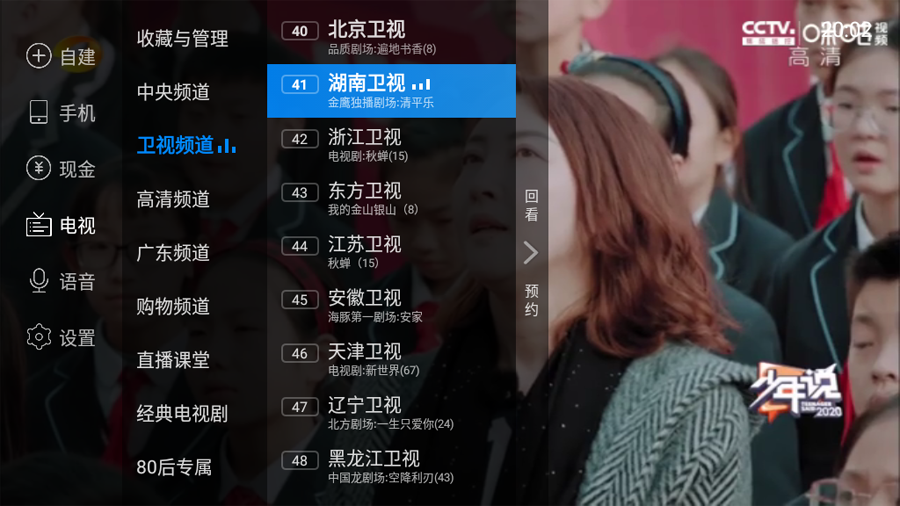 自建
手机
现金
电视
语音
设置
收藏与管理
中央频道
卫视频道
高清频道
广东频道
购物频道
直播课堂
经典电视剧
80后专属
40 北京卫视
品质剧场:遍地书香(8)
41 湖南卫视
金鹰独播剧场:清平乐
42 浙江卫视
电视剧:秋蝉(15)
43 东方卫视
我的金山银山（8）
44 江苏卫视
秋蝉（15）
45 安徽卫视
海豚第一剧场:安家
46 天津卫视
电视剧:新世界(67)
47 辽宁卫视
北方剧场:一生只爱你(24)
48 黑龙江卫视
中国龙剧场:空降利刃(43)
回看
预约
CCTV.
20:02
视频
高清
少年说
2020